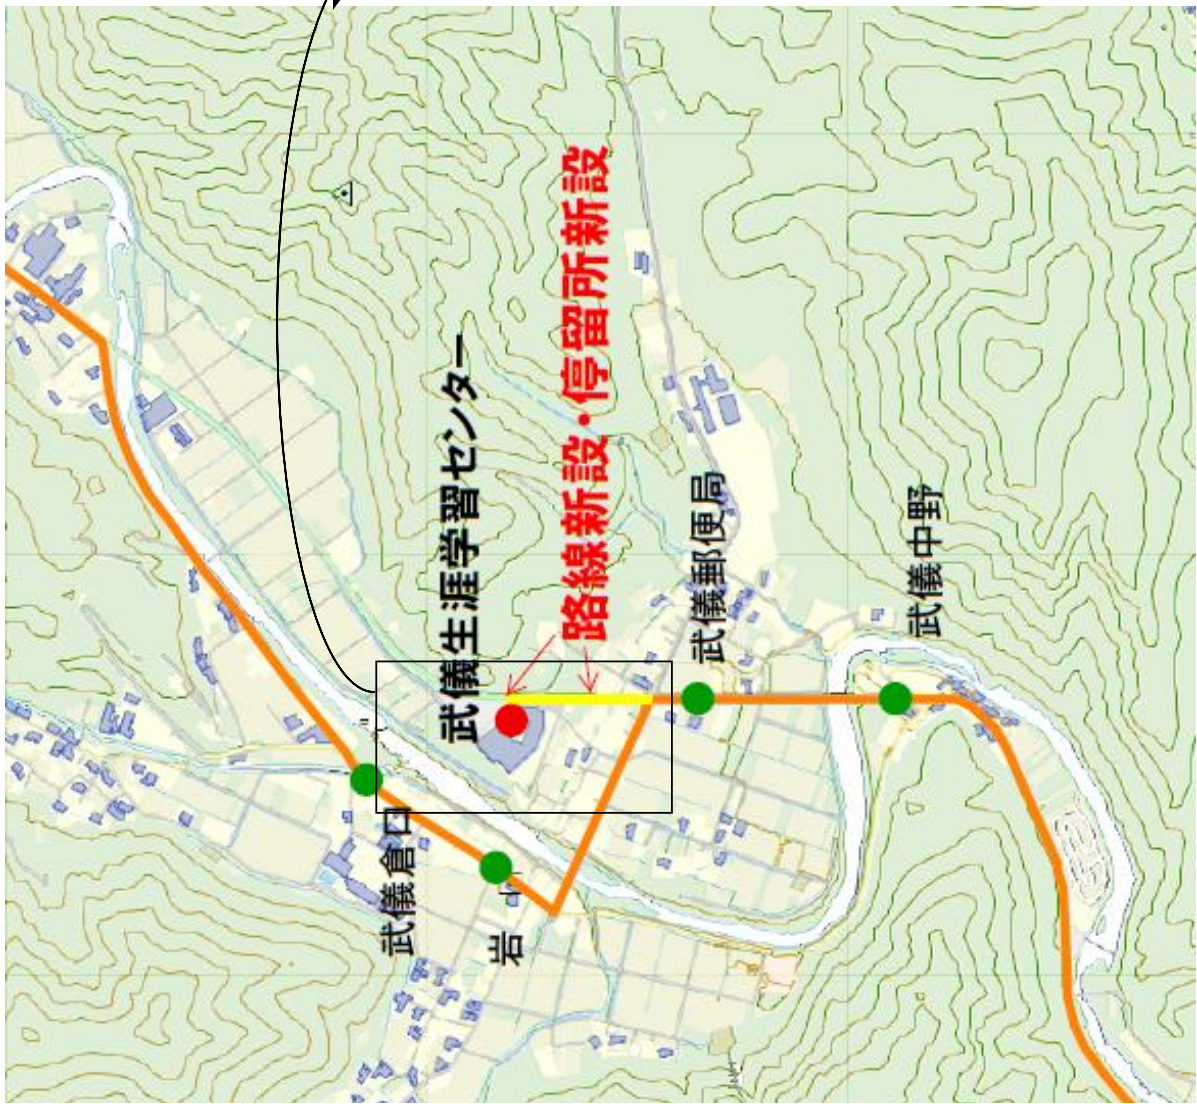 武儀生涯学習センター
路線新設・停留所新設
武儀倉口
岩
武儀郵便局
武儀中野